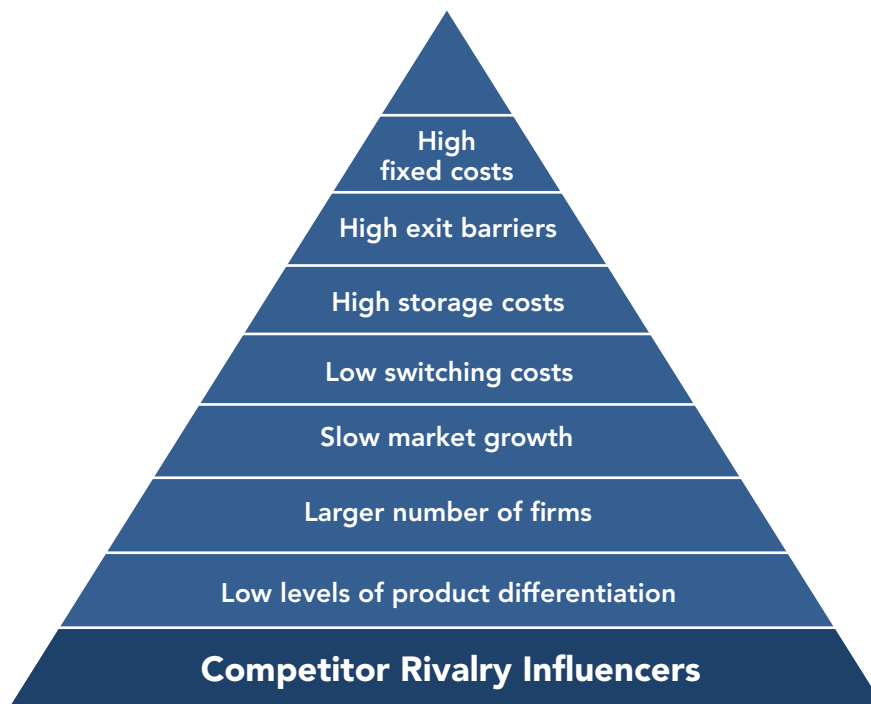 High
fixed costs
High exit barriers
High storage costs
Low switching costs
Slow market growth
Larger number of firms
Low levels of product differentiation
Competitor Rivalry Influencers